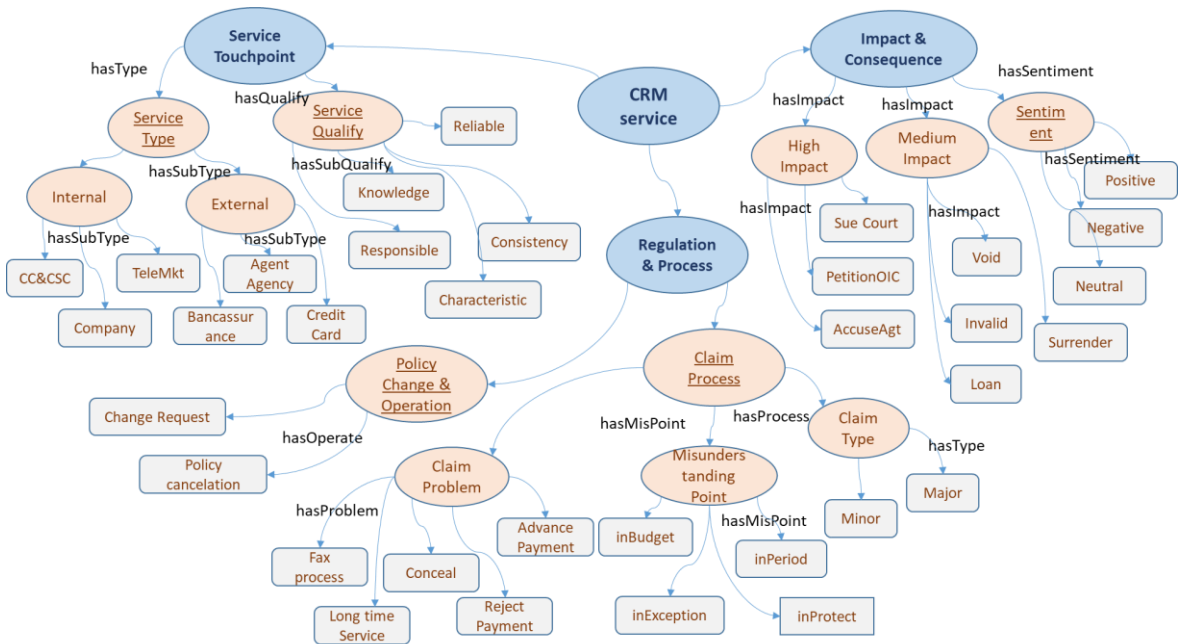 Service
Touchpoint
Impact &
Consequence
CRM
service
hasType
hasQualify
hasImpact
hasImpact
hasSentiment
Service
Type
Service
Qualify
Reliable
High
Impact
Medium
Impact
Sentim
ent
hasSubType
hasSubQualify
hasSentiment
Internal
External
Knowledge
Positive
hasImpact
hasImpact
Sue Court
Negative
hasSubType
hasSubType
Responsible
Consistency
Regulation
& Process
Void
CC&CSC
TeleMkt
Agent
Agency
PetitionOIC
Neutral
Characteristic
Company
Bancassur
ance
Credit
Card
AccuseAgt
Invalid
Surrender
Policy
Change &
Operation
Claim
Process
Loan
Change Request
hasMisPoint
hasProcess
Claim
Type
hasOperate
hasType
Policy
cancelation
Claim
Problem
Misunders
tanding
Point
Major
hasProblem
Minor
Advance
Payment
inBudget
hasMisPoint
inPeriod
Fax
process
Conceal
Long time
Service
Reject
Payment
inException
inProtect